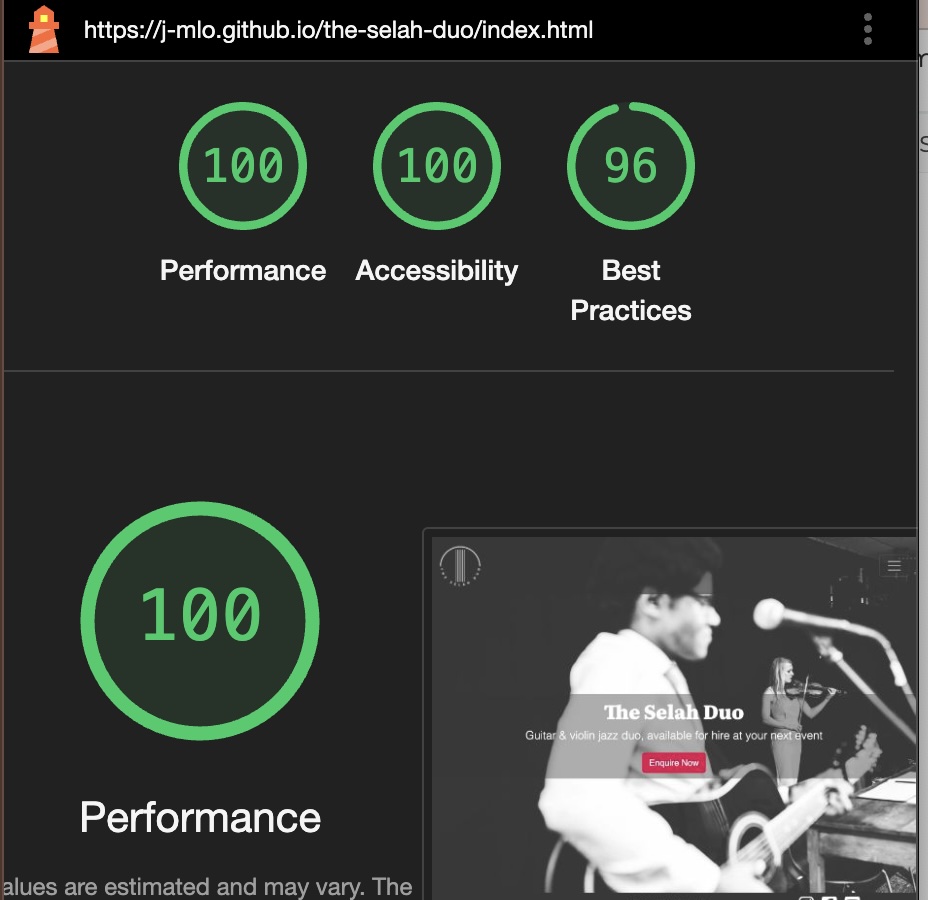 https://j-mlo.github.io/the-selah-duo/index.html
100
100
96
Performance
Accessibility
Best
Practices
100
The Selah Duo
Guitar & violin jazz duo, available for hire at your next event
Enquire Now
Performance
alues are estimated and may vary. The